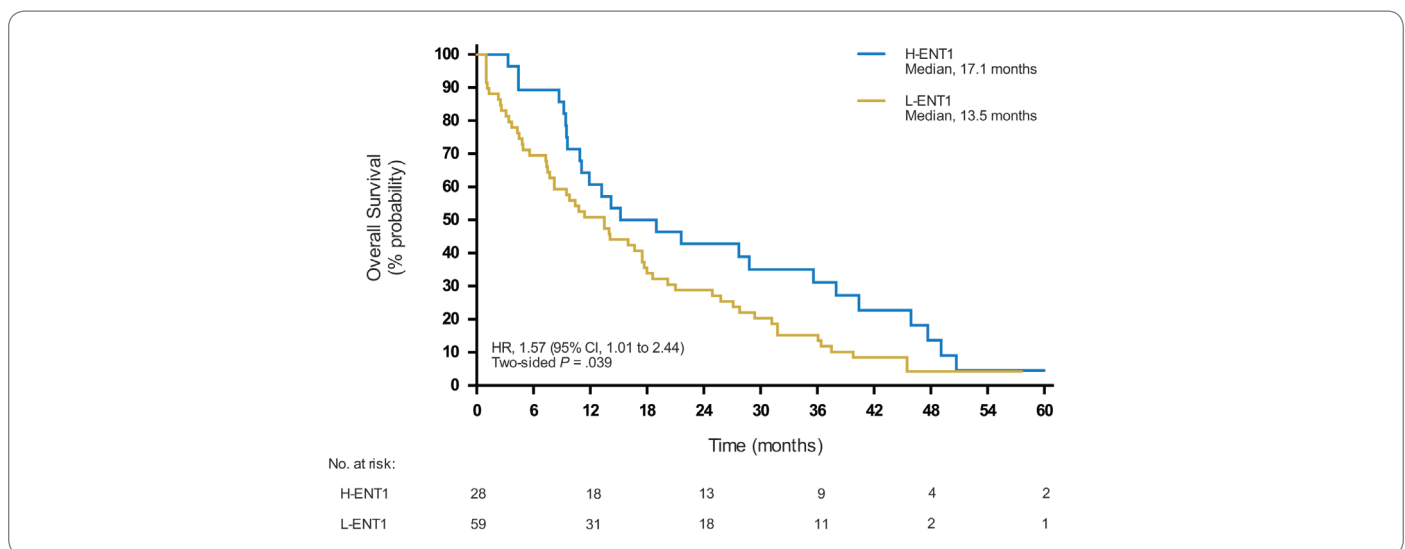 H-ENT1
Median, 17.1 months
L-ENT1
Median, 13.5 months
Overall Survival
(% probability)
100
90
80
70
60
50
40
30
20
10
0
HR, 1.57 (95% CI, 1.01 to 2.44)
Two-sided P = .039
0 6 12 18 24 30 36 42 48 54 60
Time (months)
No. at risk:
H-ENT1 28 18 13 9 4 2
L-ENT1 59 31 18 11 2 1